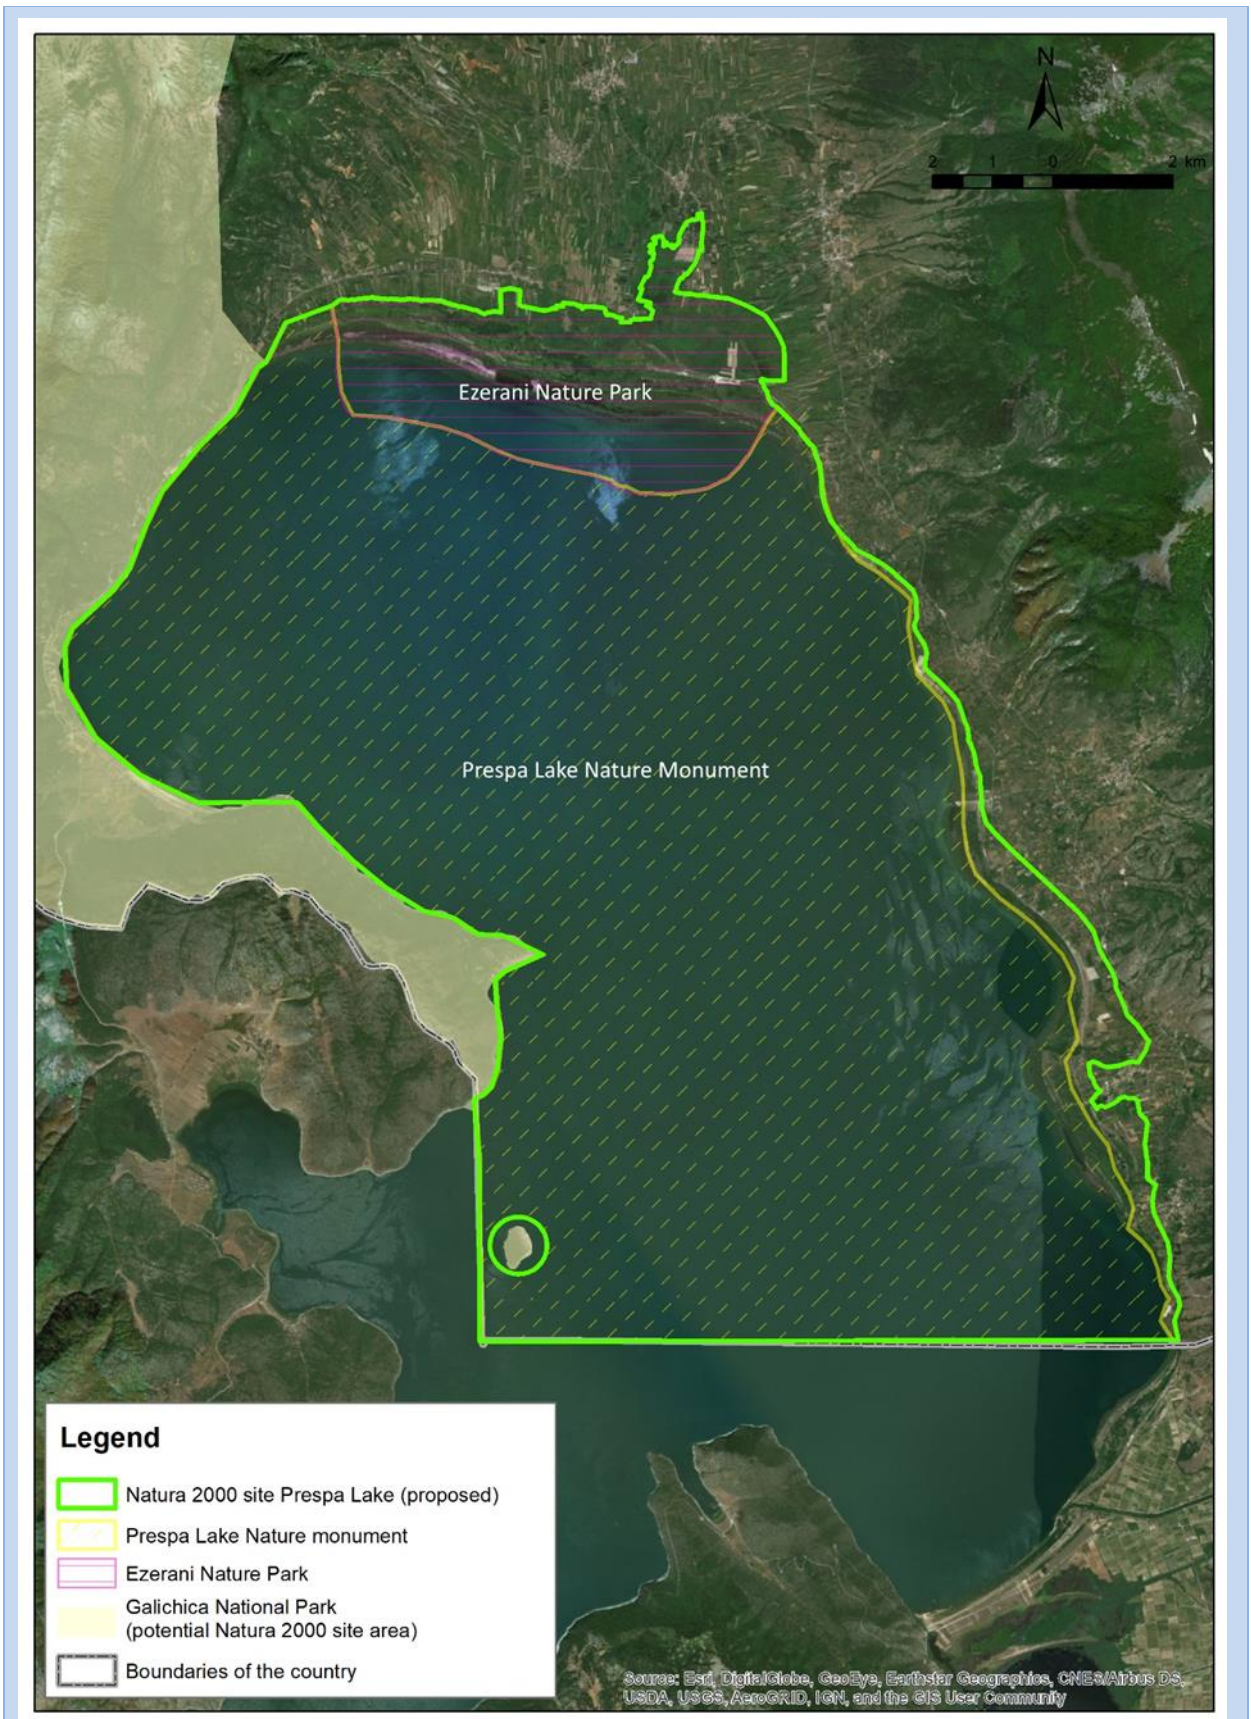 N
2 1 0 2 km
Ezerani Nature Park
Prespa Lake Nature Monument
Legend
Natura 2000 site Prespa Lake (proposed)
Prespa Lake Nature monument
Ezerani Nature Park
Galichica National Park
(potential Natura 2000 site area)
Boundaries of the country
Source: Esri, DigitalGlobe, GeoEye, Earthstar Geographics, CNES/Airbus DS,
USDA, USGS, AeroGRID, IGN, and the GIS User Community